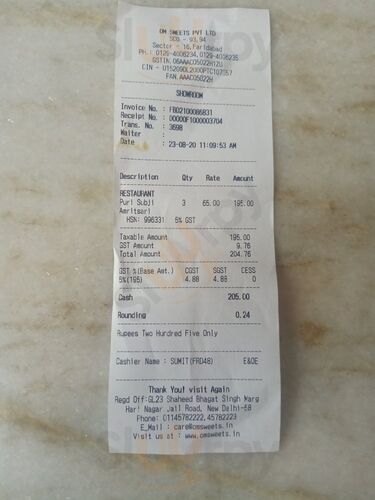 OM SWEETS PVT LTD
SCO - 93,94
Sector - 16,Faridabad
PH.: 0129-4006234,0129-4006235
GSTIN.06AAACO5022H1ZU
CIN - U15209DL2000PTC107057
PAN.AAACO5022H
SHOWROOM
Invoice No. : FBD2100086831
Receipt No. : 00000F1000003704
Trans. No. : 3698
Waiter :
Date : 23-08-20 11:09:53 AM
Description Qty Rate Amount
RESTAURANT
Puri Subji 3 65.00 195.00
Amritsari
HSN: 996331 5% GST
Taxable Amount 195.00
GST Amount 9.76
Total Amount 204.76
GST %(Base Amt.) CGST SGST CESS
5%(195) 4.88 4.88 0
Cash 205.00
Rounding 0.24
Rupees Two Hundred Five Only
Cashier Name : SUMIT(FRD48) E&OE
Thank You! visit Again
Regd Off:GL23 Shaheed Bhagat Singh Marg
Hari Nagar Jail Road, New Delhi-58
Phone: 01145782222,45782223
E_Mail : care@omsweets.in
Visit us at : www.omsweets.in